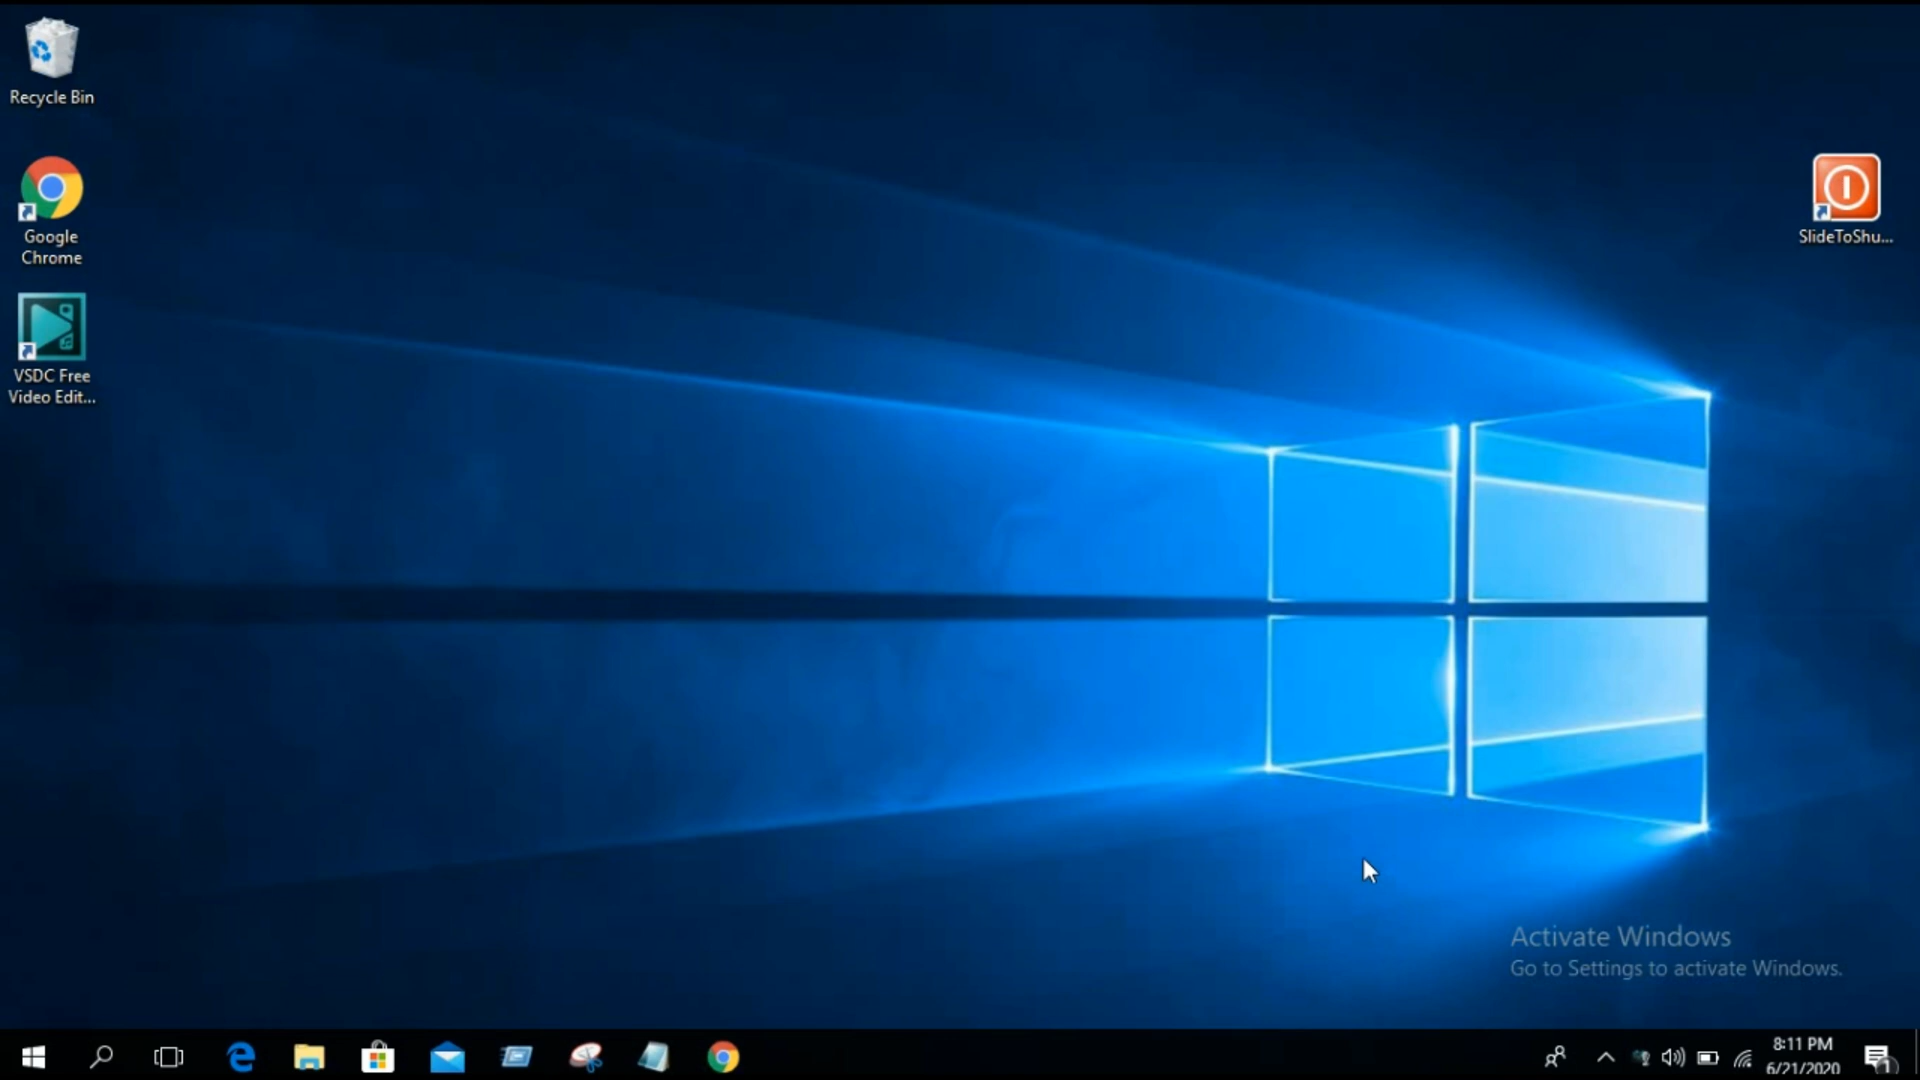 Recycle Bin
Google
Chrome
VSDC Free
Video Edit...
SlideToShu...
Activate Windows
Go to Settings to activate Windows.
8:11 PM
6/21/2020
1